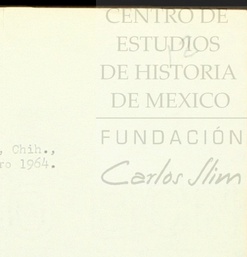 CENTRO DE
ESTUDIOS
DE HISTORIA
DE MEXICO
FUNDACIÓN
Carlos Slim
, Chih.,
ro 1964.